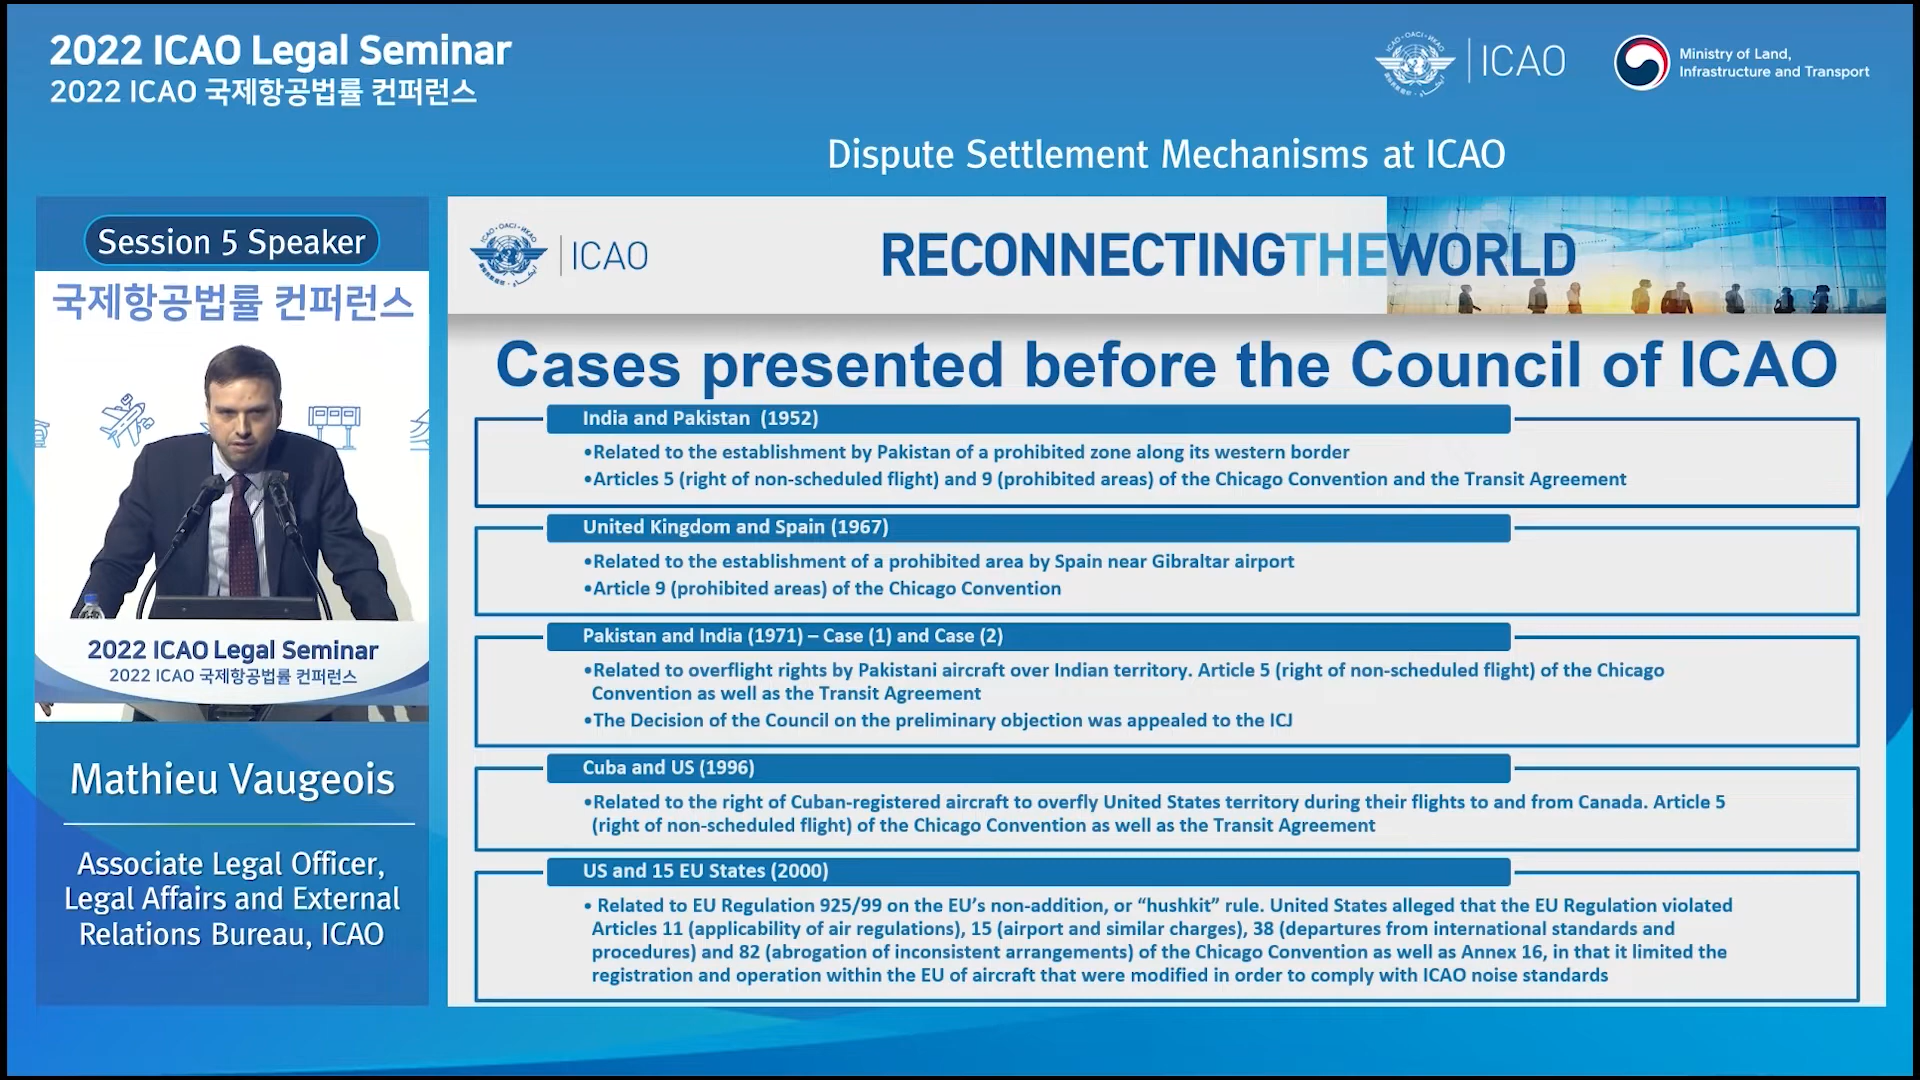 2022 ICAO Legal Seminar
2022 ICAO 국제항공법률 컨퍼런스
ICAO
Ministry of Land,
Infrastructure and Transport
Dispute Settlement Mechanisms at ICAO
Session 5 Speaker
국제항공법률 컨퍼런스
2022 ICAO Legal Seminar
2022 ICAO 국제항공법률 컨퍼런스
Mathieu Vaugeois
Associate Legal Officer,
Legal Affairs and External
Relations Bureau, ICAO
ICAO
RECONNECTINGTHEWORLD
Cases presented before the Council of ICAO
India and Pakistan (1952)
•Related to the establishment by Pakistan of a prohibited zone along its western border
•Articles 5 (right of non-scheduled flight) and 9 (prohibited areas) of the Chicago Convention and the Transit Agreement
United Kingdom and Spain (1967)
•Related to the establishment of a prohibited area by Spain near Gibraltar airport
•Article 9 (prohibited areas) of the Chicago Convention
Pakistan and India (1971) – Case (1) and Case (2)
•Related to overflight rights by Pakistani aircraft over Indian territory. Article 5 (right of non-scheduled flight) of the Chicago
Convention as well as the Transit Agreement
•The Decision of the Council on the preliminary objection was appealed to the ICJ
Cuba and US (1996)
•Related to the right of Cuban-registered aircraft to overfly United States territory during their flights to and from Canada. Article 5
(right of non-scheduled flight) of the Chicago Convention as well as the Transit Agreement
US and 15 EU States (2000)
• Related to EU Regulation 925/99 on the EU’s non-addition, or “hushkit” rule. United States alleged that the EU Regulation violated
Articles 11 (applicability of air regulations), 15 (airport and similar charges), 38 (departures from international standards and
procedures) and 82 (abrogation of inconsistent arrangements) of the Chicago Convention as well as Annex 16, in that it limited the
registration and operation within the EU of aircraft that were modified in order to comply with ICAO noise standards